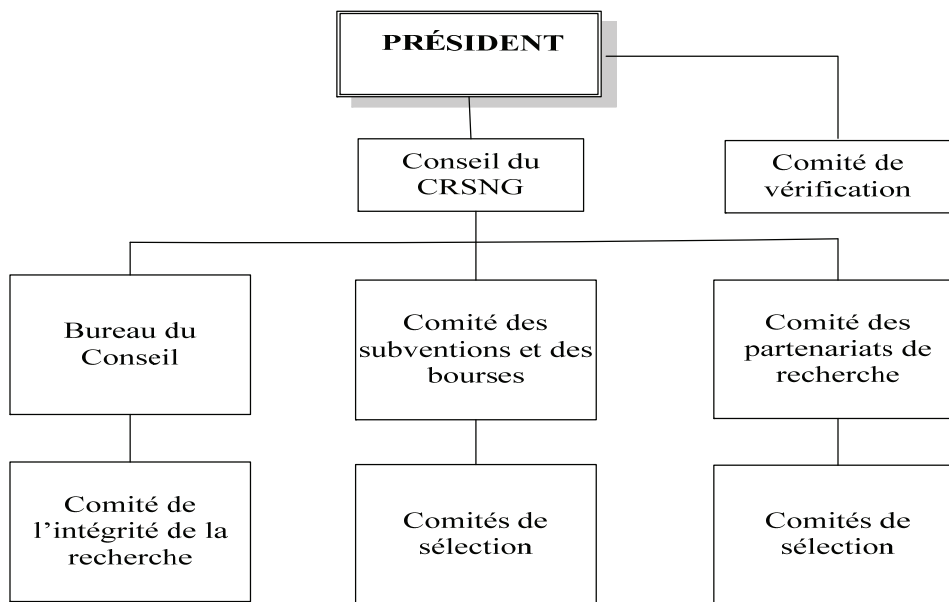 PRÉSIDENT
Conseil du
CRSNG
Comité de
vérification
Bureau du
Conseil
Comité des
subventions et des
bourses
Comité des
partenariats de
recherche
Comité de
l’intégrité de la
recherche
Comités de
sélection
Comités de
sélection